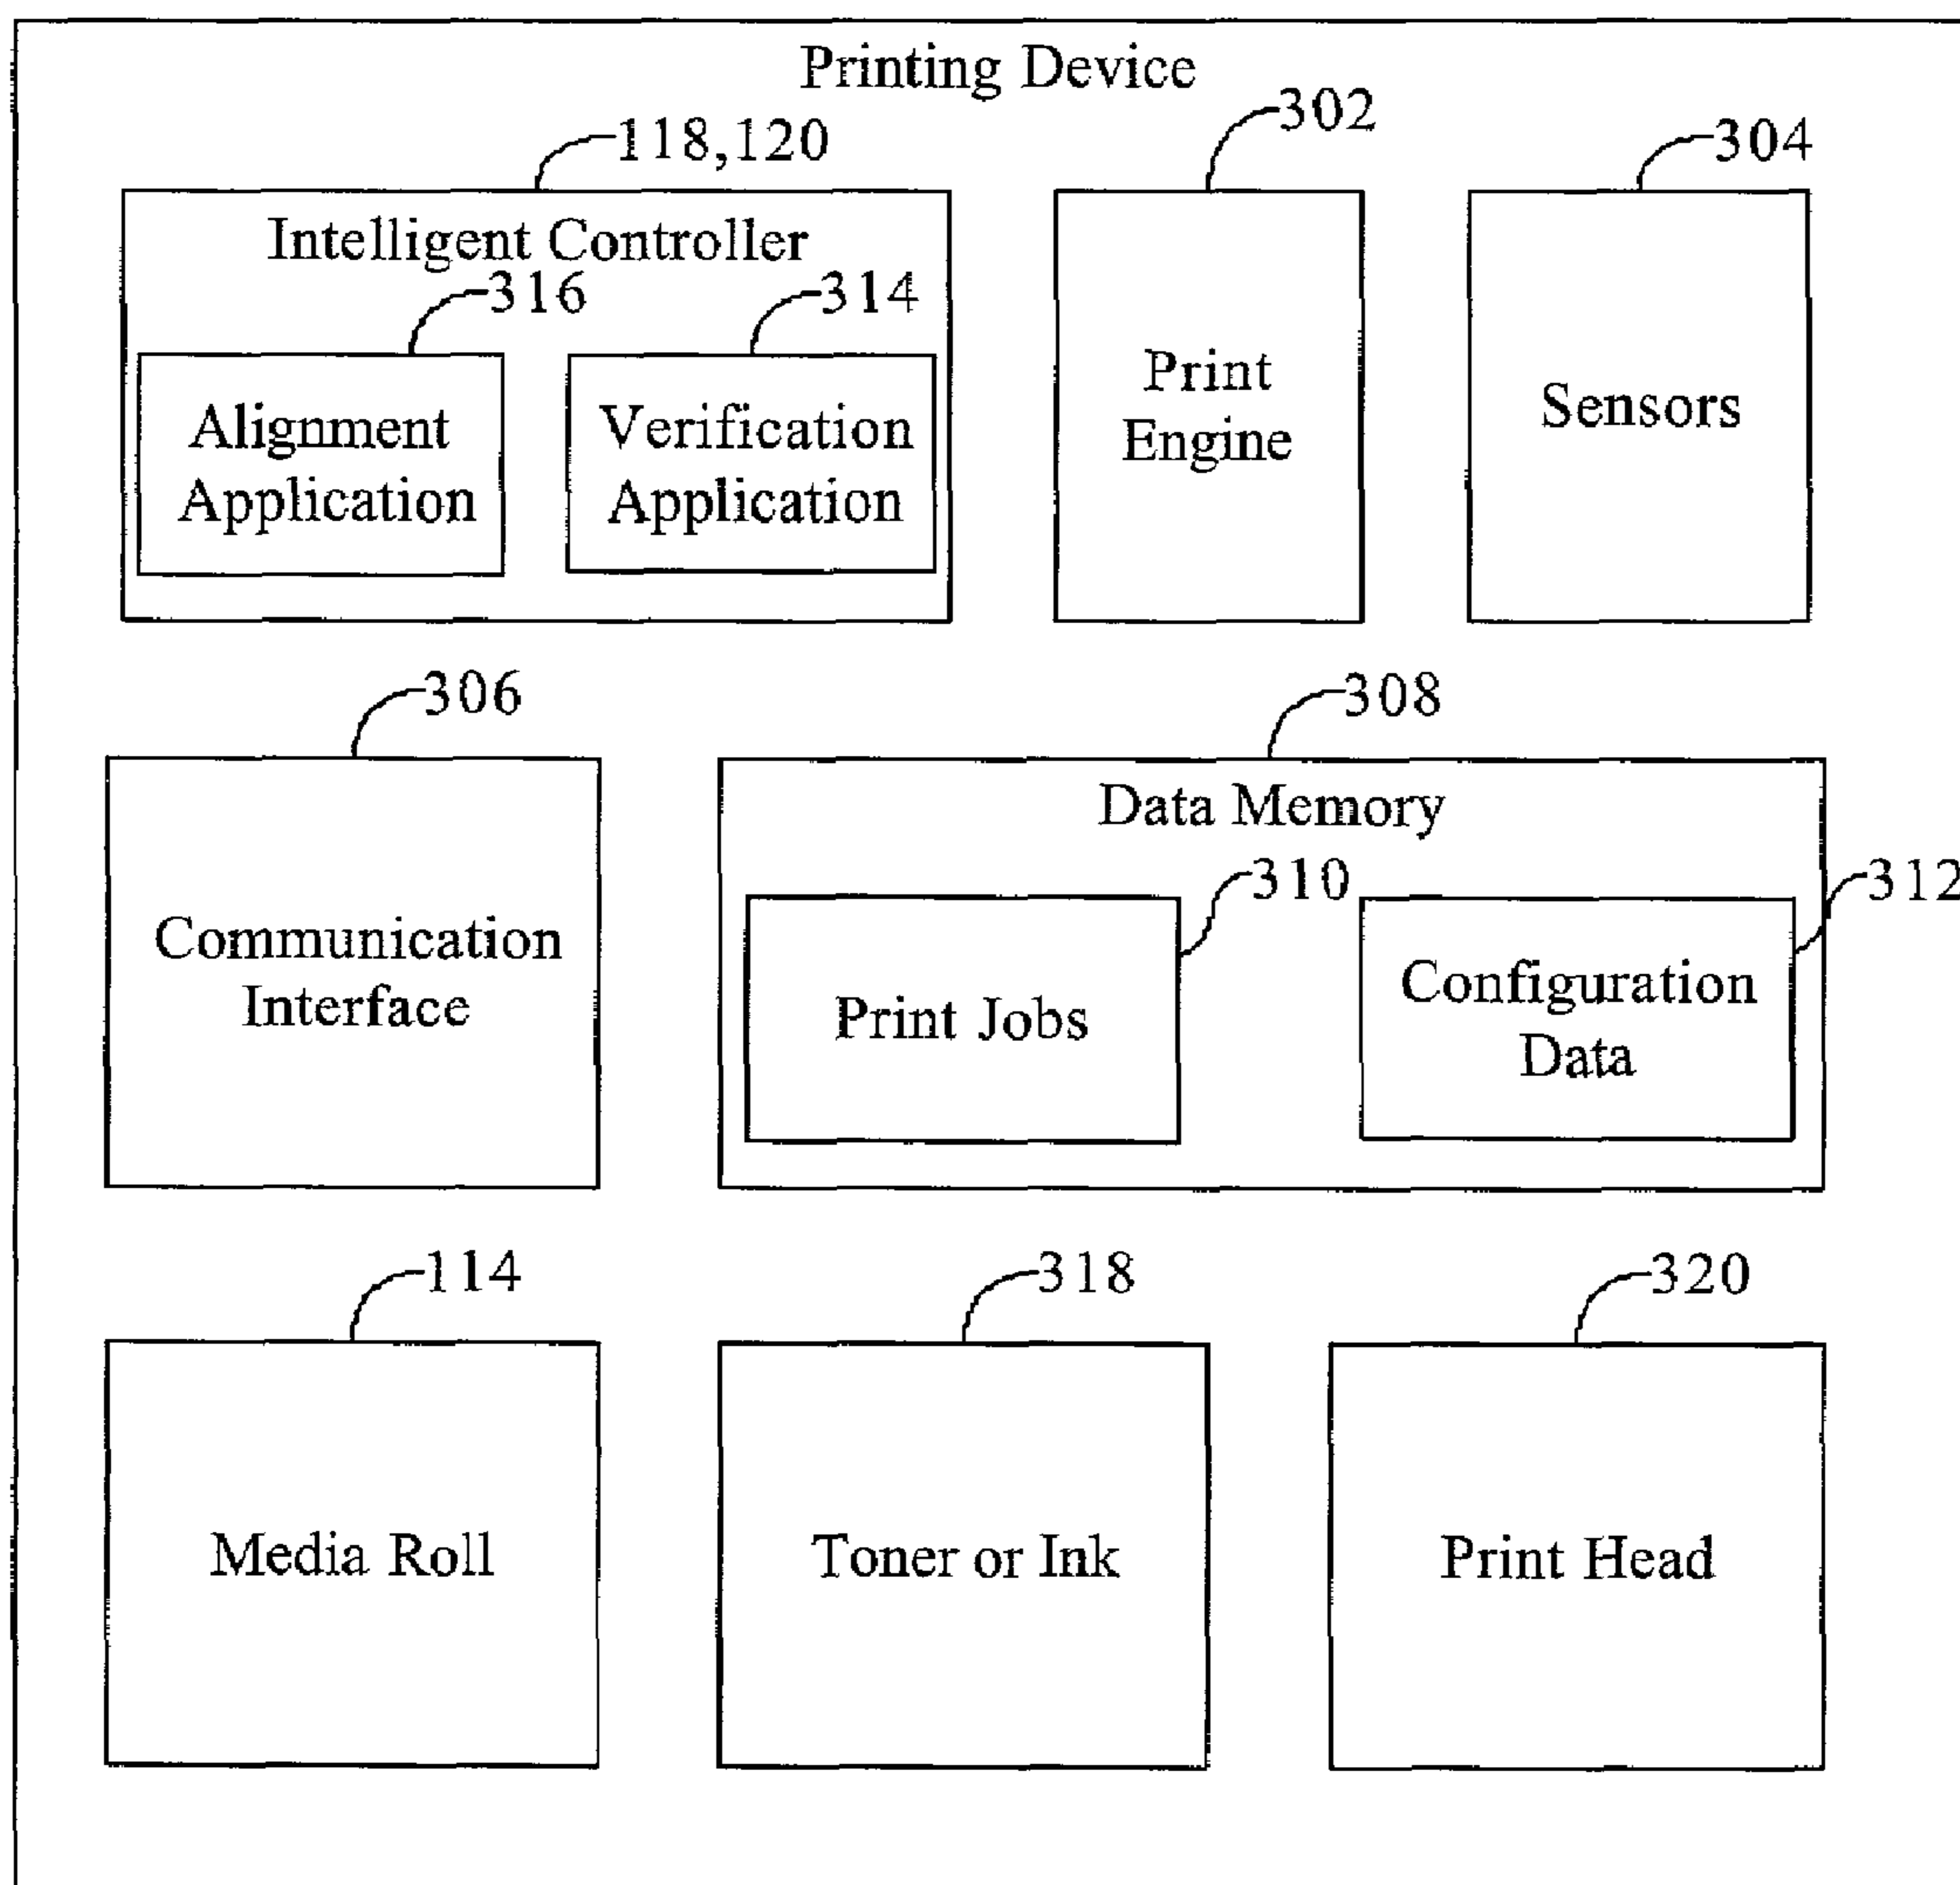 Printing Device
118,120
302
304
Intelligent Controller
316
314
Alignment
Application
Verification
Application
Print
Engine
Sensors
306
308
Communication
Interface
Data Memory
310
312
Print Jobs
Configuration
Data
114
318
320
Media Roll
Toner or Ink
Print Head